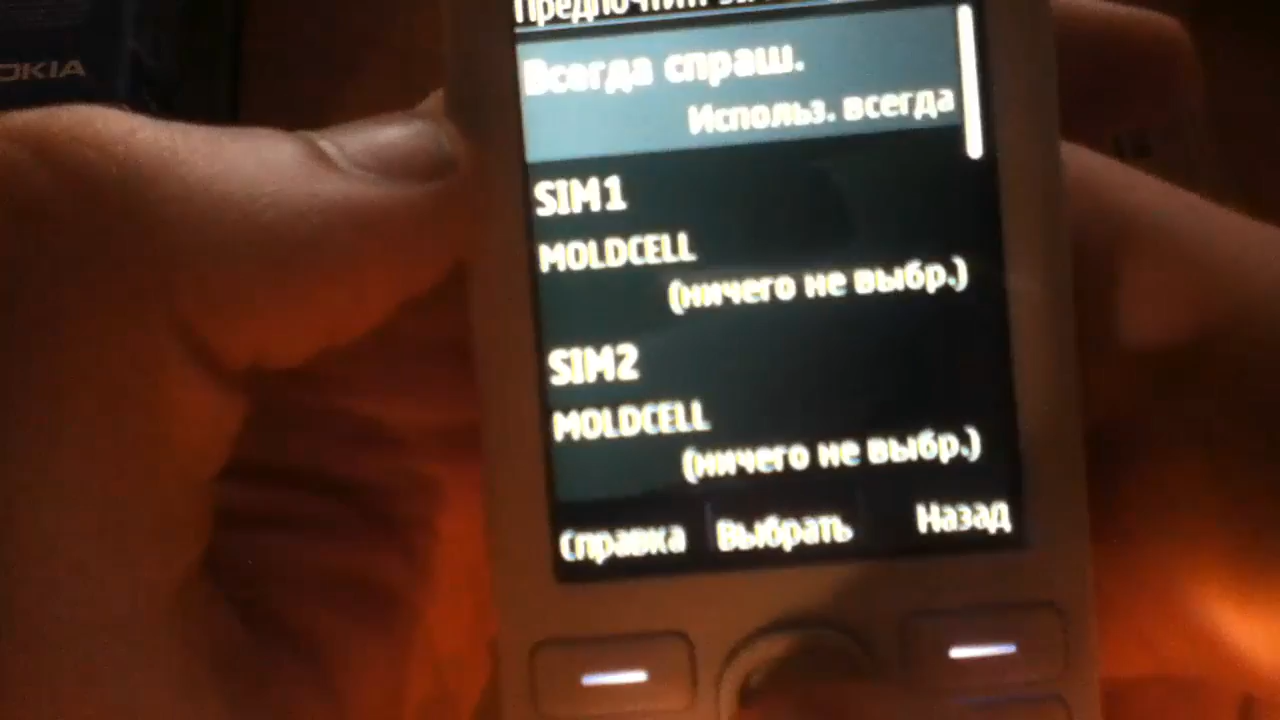 Всегда спраш.
Использ. всегда
SIM1
MOLDCELL
(ничего не выбр.)
SIM2
MOLDCELL
(ничего не выбр.)
Справка Выбрать Назад